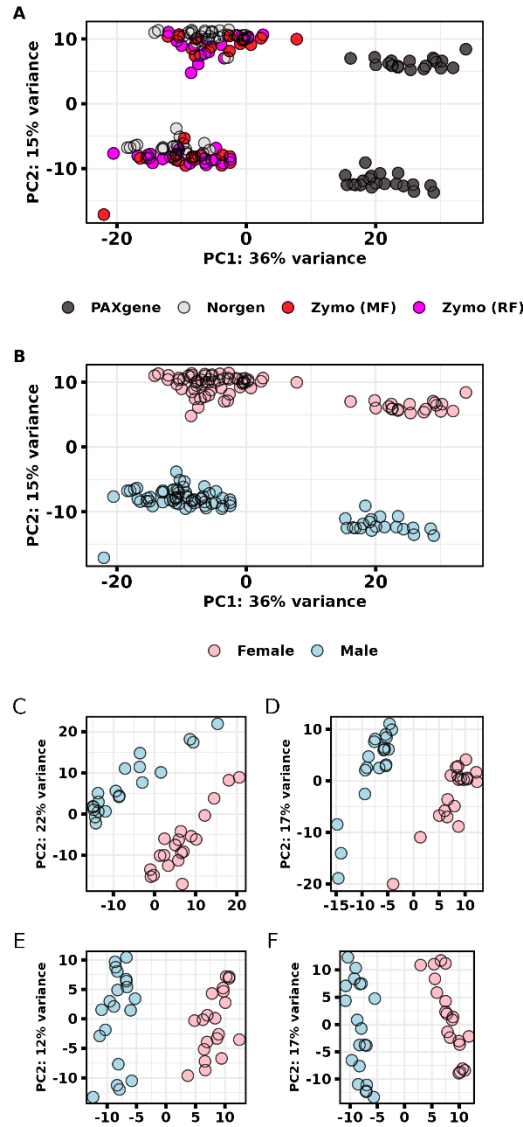 A
PC2: 15% variance
10
0
-10
-20 0 20
PC1: 36% variance
PAXgene Norgen Zymo (MF) Zymo (RF)
B
PC2: 15% variance
10
0
-10
-20 0 20
PC1: 36% variance
Female Male
C
PC2: 22% variance
20
10
0
-10
-10 0 10 20
D
PC2: 17% variance
10
0
-10
-20
-15 -10 -5 0 5 10
E
PC2: 12% variance
10
5
0
-5
-10
-10 -5 0 5 10
F
PC2: 17% variance
10
5
0
-5
-10
-10 -5 0 5 10